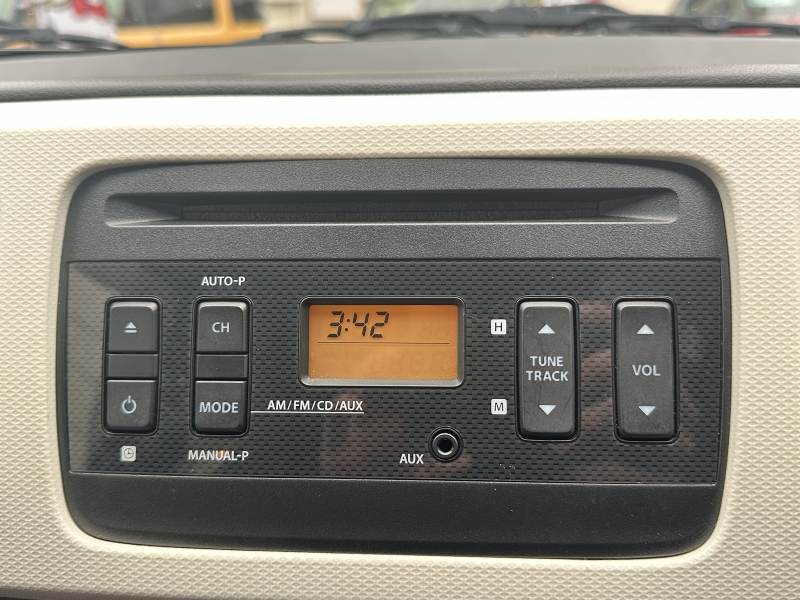 AUTO-P
CH
3:42
H
TUNE
TRACK
VOL
MODE
AM/FM/CD/AUX
M
MANUAL-P
AUX